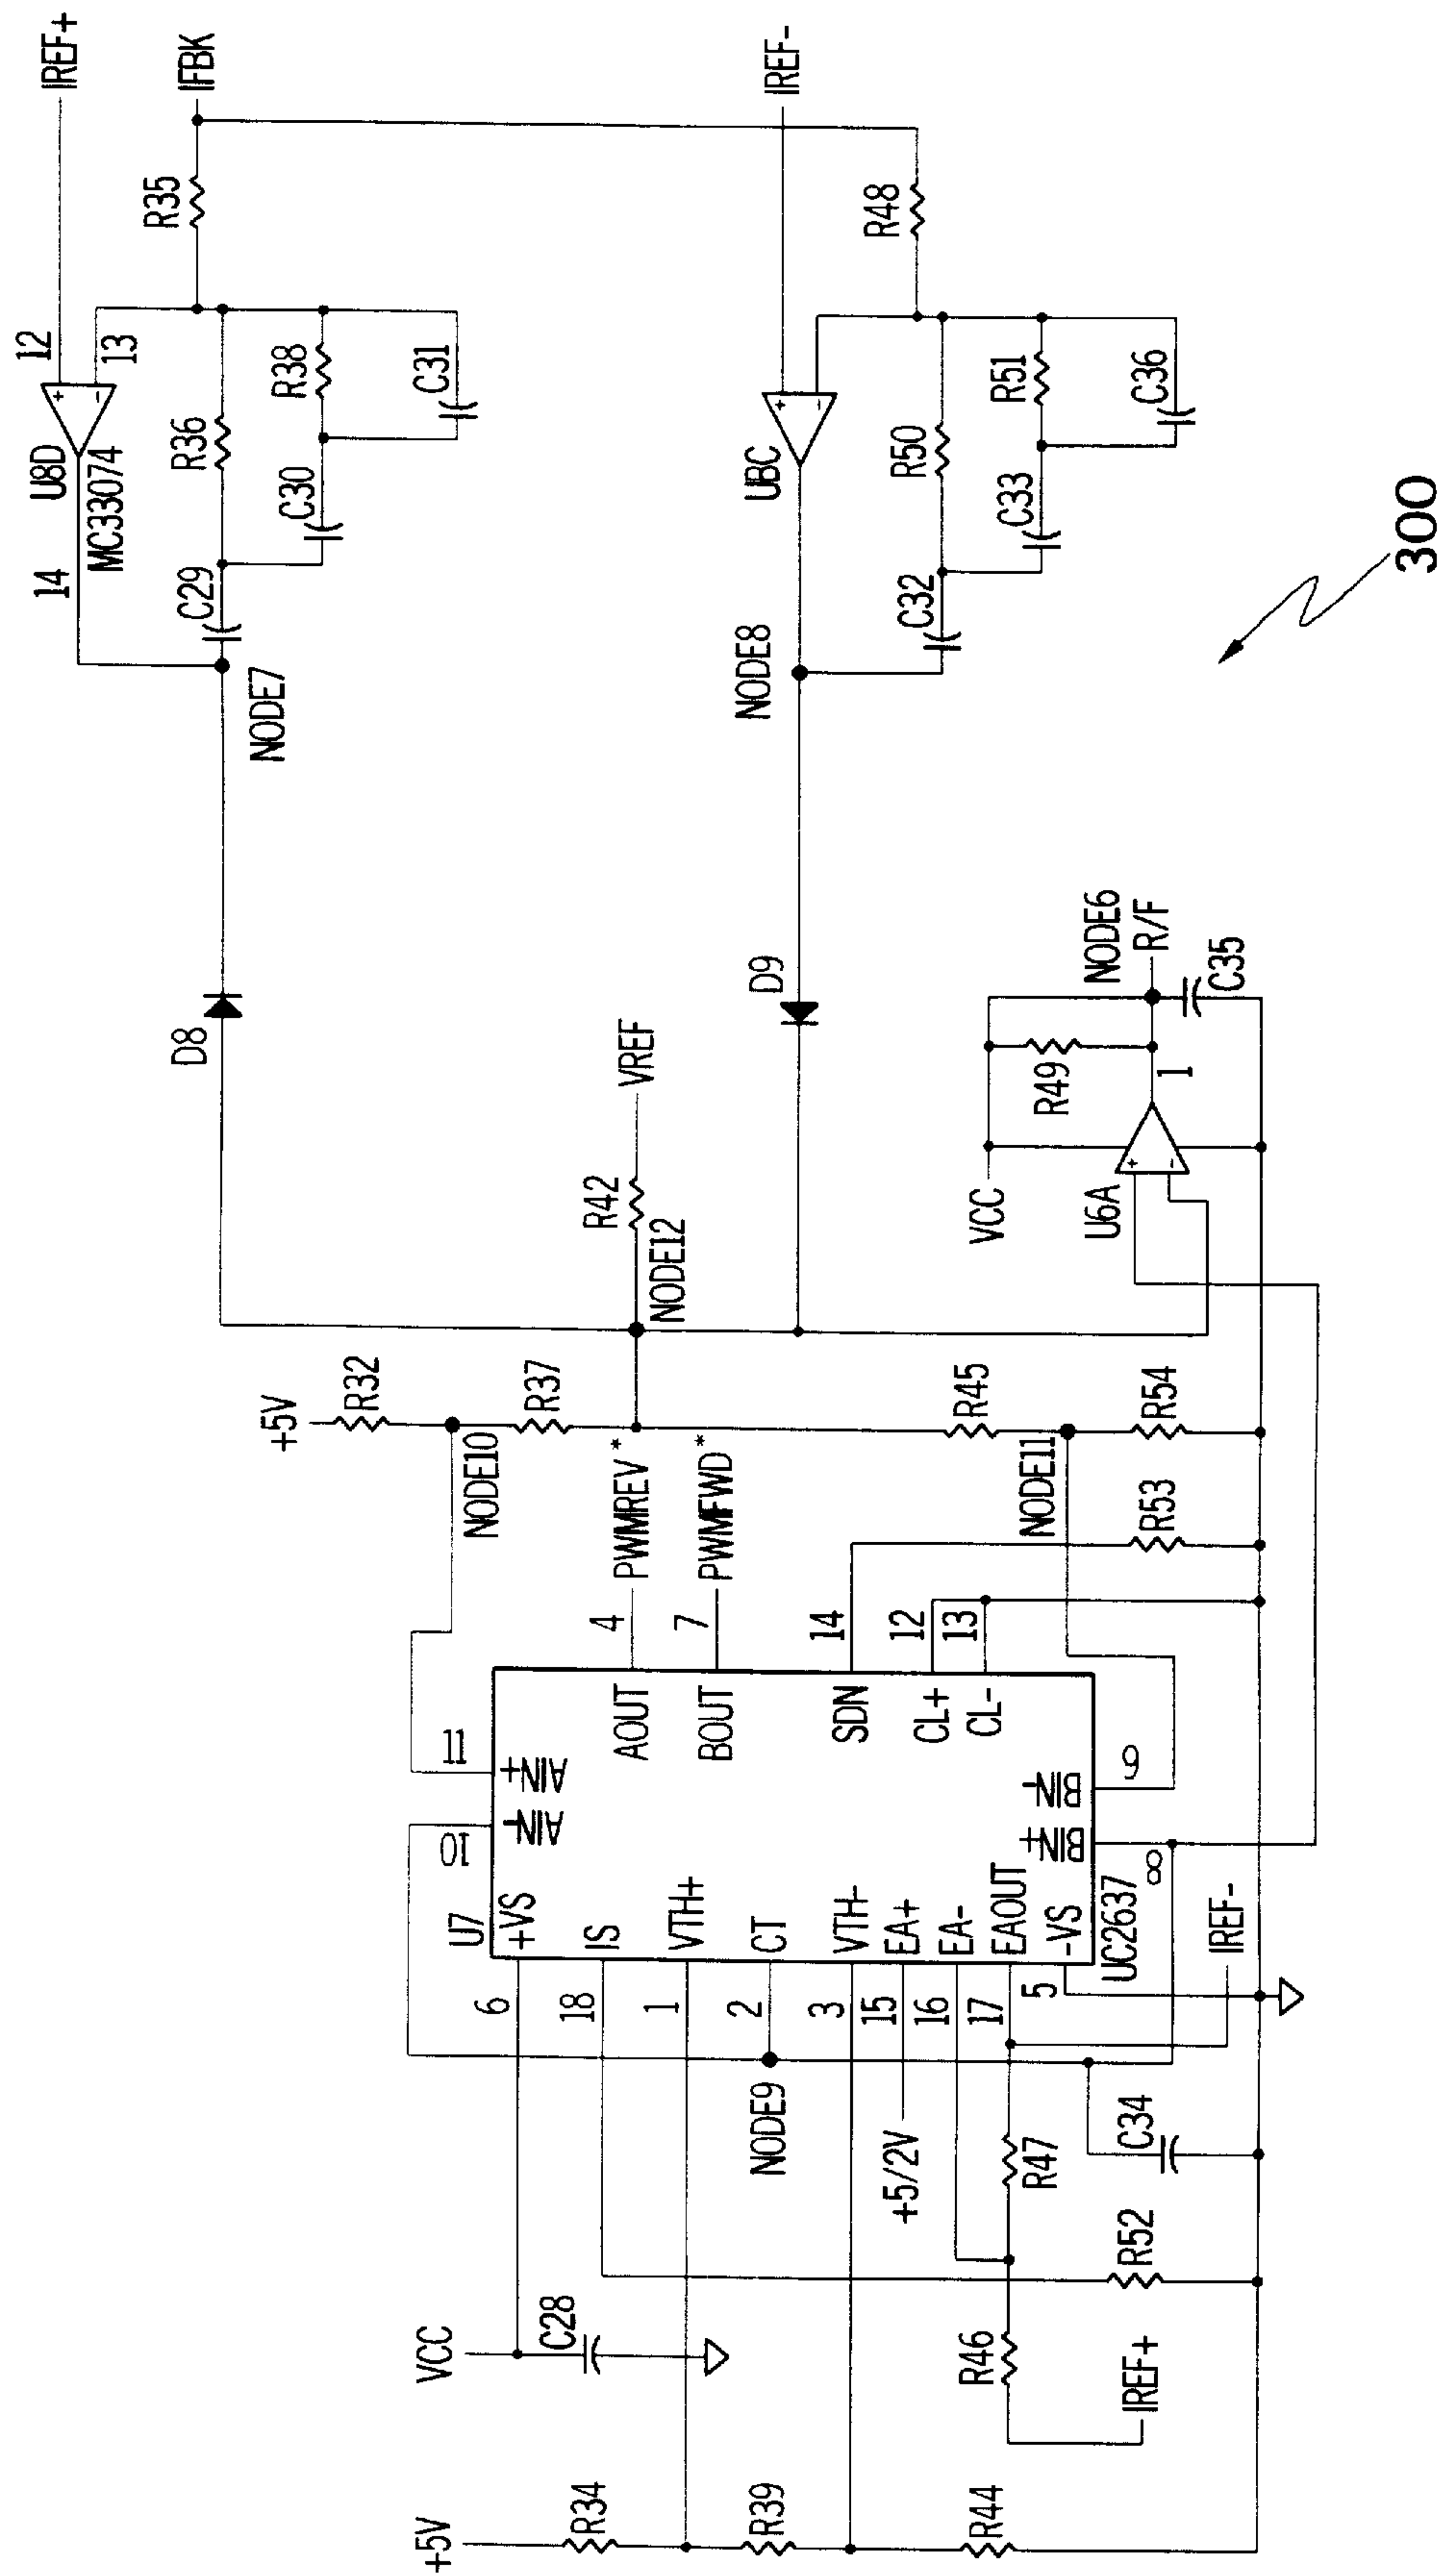 IREF+
12
13
14
U8D
MC33074
IFBK
R35
R36
R38
C31
C30
C29
NODE7
D8
IREF-
R48
U8C
R50
R51
C36
C33
C32
NODE8
D9
300
VREF
R42
NODE12
NODE6
R/F
C35
R49
1
VCC
U6A
+5V
R32
NODE10
R37
R45
NODE11
R54
R53
PWMREV*
PWMFWD*
4
7
14
12
13
11
10
9
8
U7
+VS
IS
VTH+
CT
VTH-
EA+
EA-
EAOUT
-VS
UC2637
AIN+
AIN-
AOUT
BOUT
SDN
CL+
CL-
BIN-
BIN+
6
18
1
2
3
15
16
17
5
IREF-
NODE9
+5/2V
C34
R47
R52
R46
IREF+
VCC
C28
+5V
R34
R39
R44